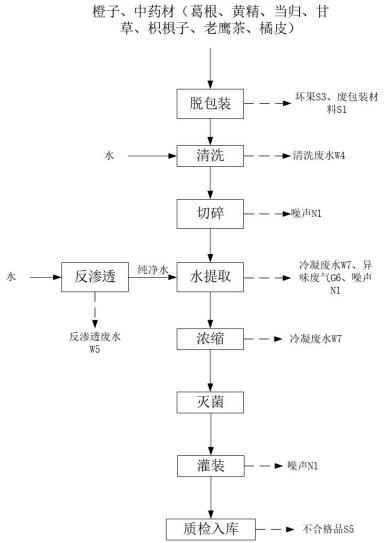 橙子、中药材（葛根、黄精、当归、甘
草、枳椇子、老鹰茶、橘皮）
脱包装
坏果S3、废包装材
料S1
水
清洗
清洗废水W4
切碎
噪声N1
水
反渗透
纯净水
水提取
冷凝废水W7、异
味废气G6、噪声
N1
反渗透废水
W5
浓缩
冷凝废水W7
灭菌
灌装
噪声N1
质检入库
不合格品S5